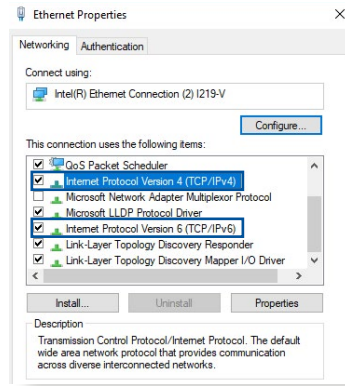 Ethernet Properties
Networking Authentication
Connect using:
Intel(R) Ethernet Connection (2) I219-V
Configure...
This connection uses the following items:
QoS Packet Scheduler
Internet Protocol Version 4 (TCP/IPv4)
Microsoft Network Adapter Multiplexor Protocol
Microsoft LLDP Protocol Driver
Internet Protocol Version 6 (TCP/IPv6)
Link-Layer Topology Discovery Responder
Link-Layer Topology Discovery Mapper I/O Driver
Install... Uninstall Properties
Description
Transmission Control Protocol/Internet Protocol. The default
wide area network protocol that provides communication
across diverse interconnected networks.